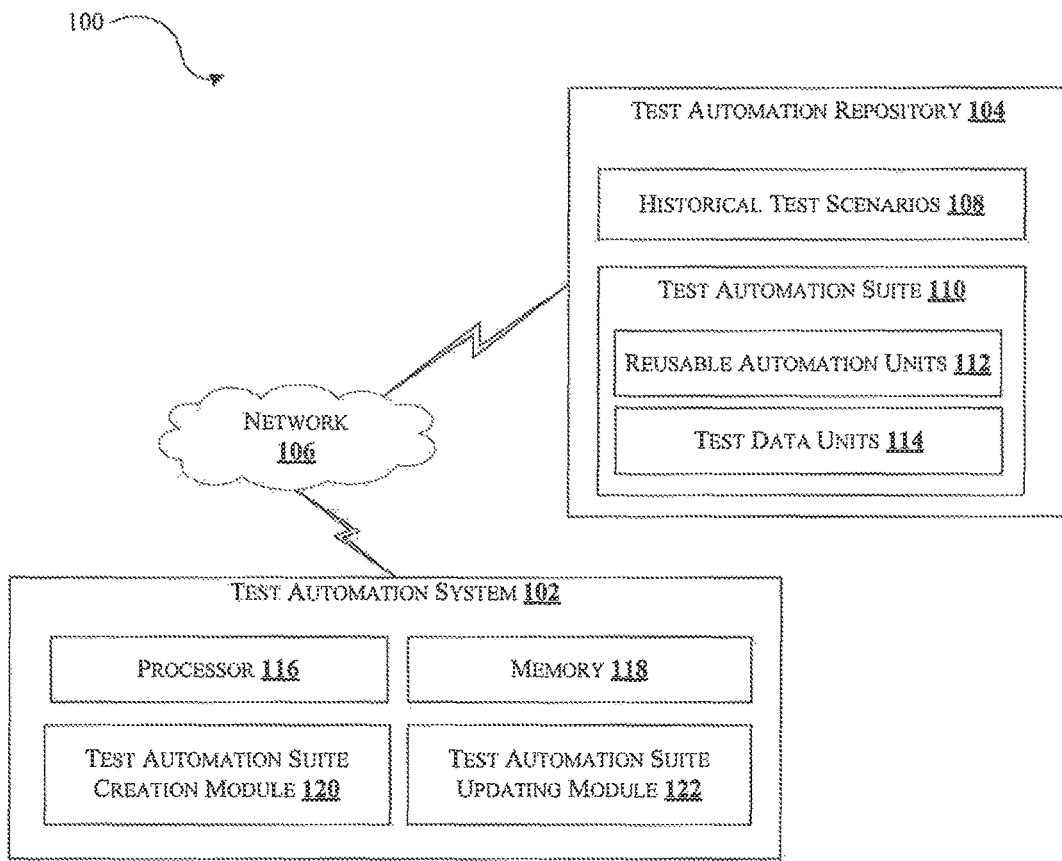 100
TEST AUTOMATION REPOSITORY 104
HISTORICAL TEST SCENARIOS 108
TEST AUTOMATION SUITE 110
REUSABLE AUTOMATION UNITS 112
TEST DATA UNITS 114
NETWORK
106
TEST AUTOMATION SYSTEM 102
PROCESSOR 116
MEMORY 118
TEST AUTOMATION SUITE
CREATION MODULE 120
TEST AUTOMATION SUITE
UPDATING MODULE 122